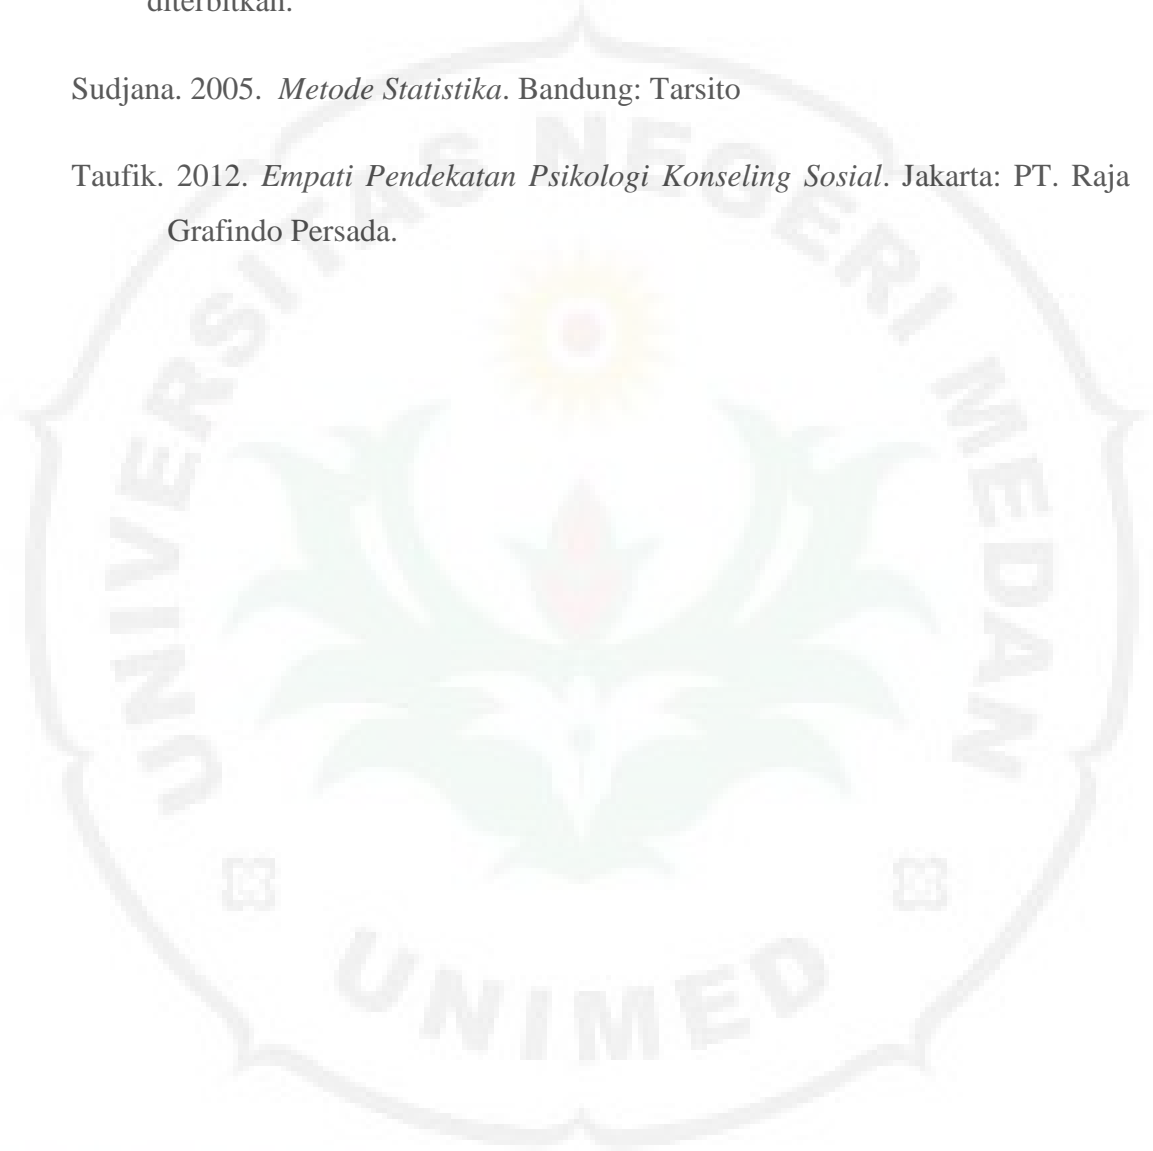 diterbitkan.
Sudjana. 2005. Metode Statistika. Bandung: Tarsito
Taufik. 2012. Empati Pendekatan Psikologi Konseling Sosial. Jakarta: PT. Raja
Grafindo Persada.
UNIVERSITAS NEGERI MEDAN
UNIMED